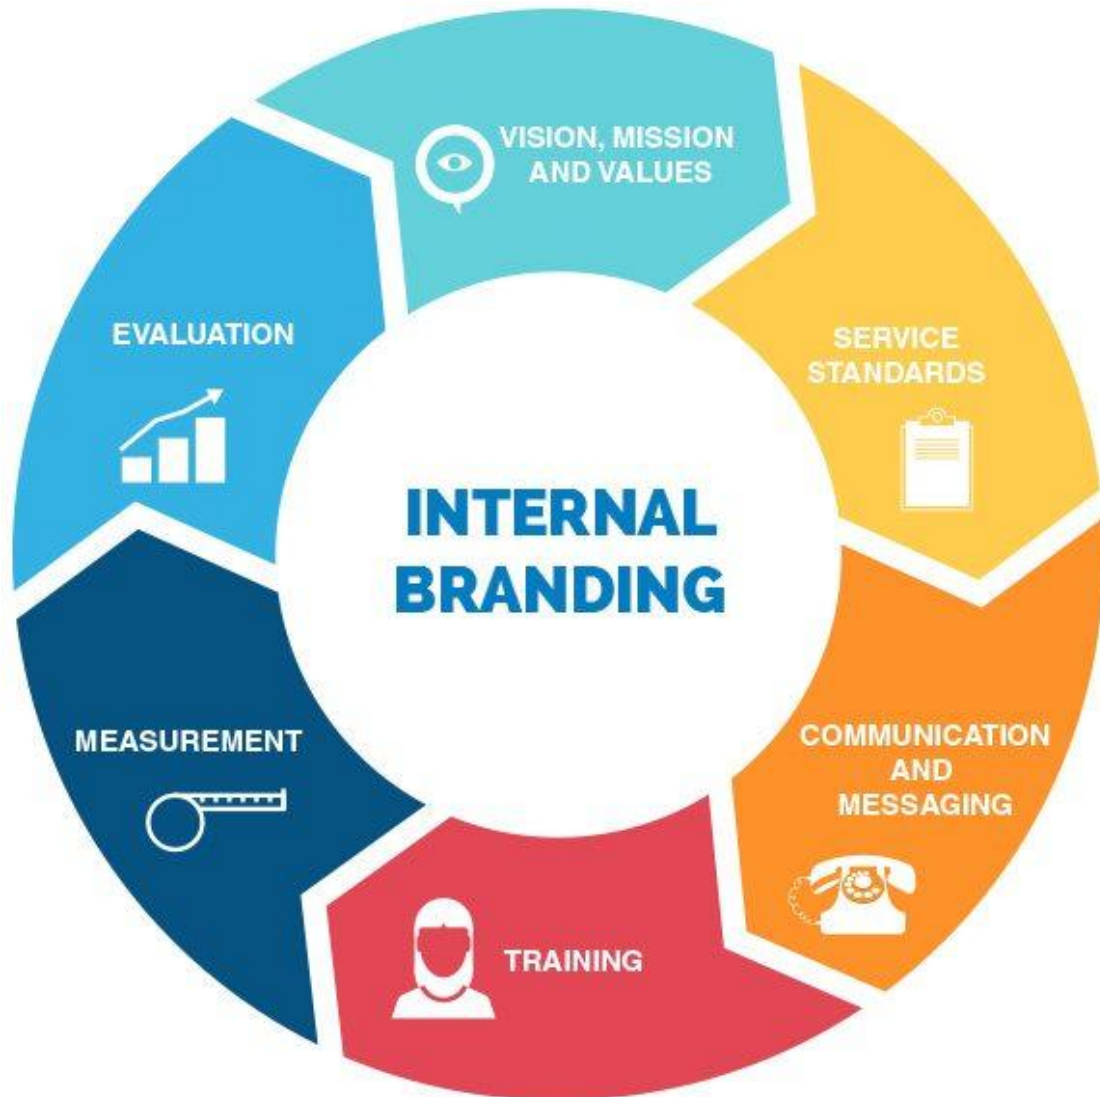 VISION, MISSION
AND VALUES
SERVICE
STANDARDS
COMMUNICATION
AND
MESSAGING
TRAINING
MEASUREMENT
EVALUATION
INTERNAL
BRANDING